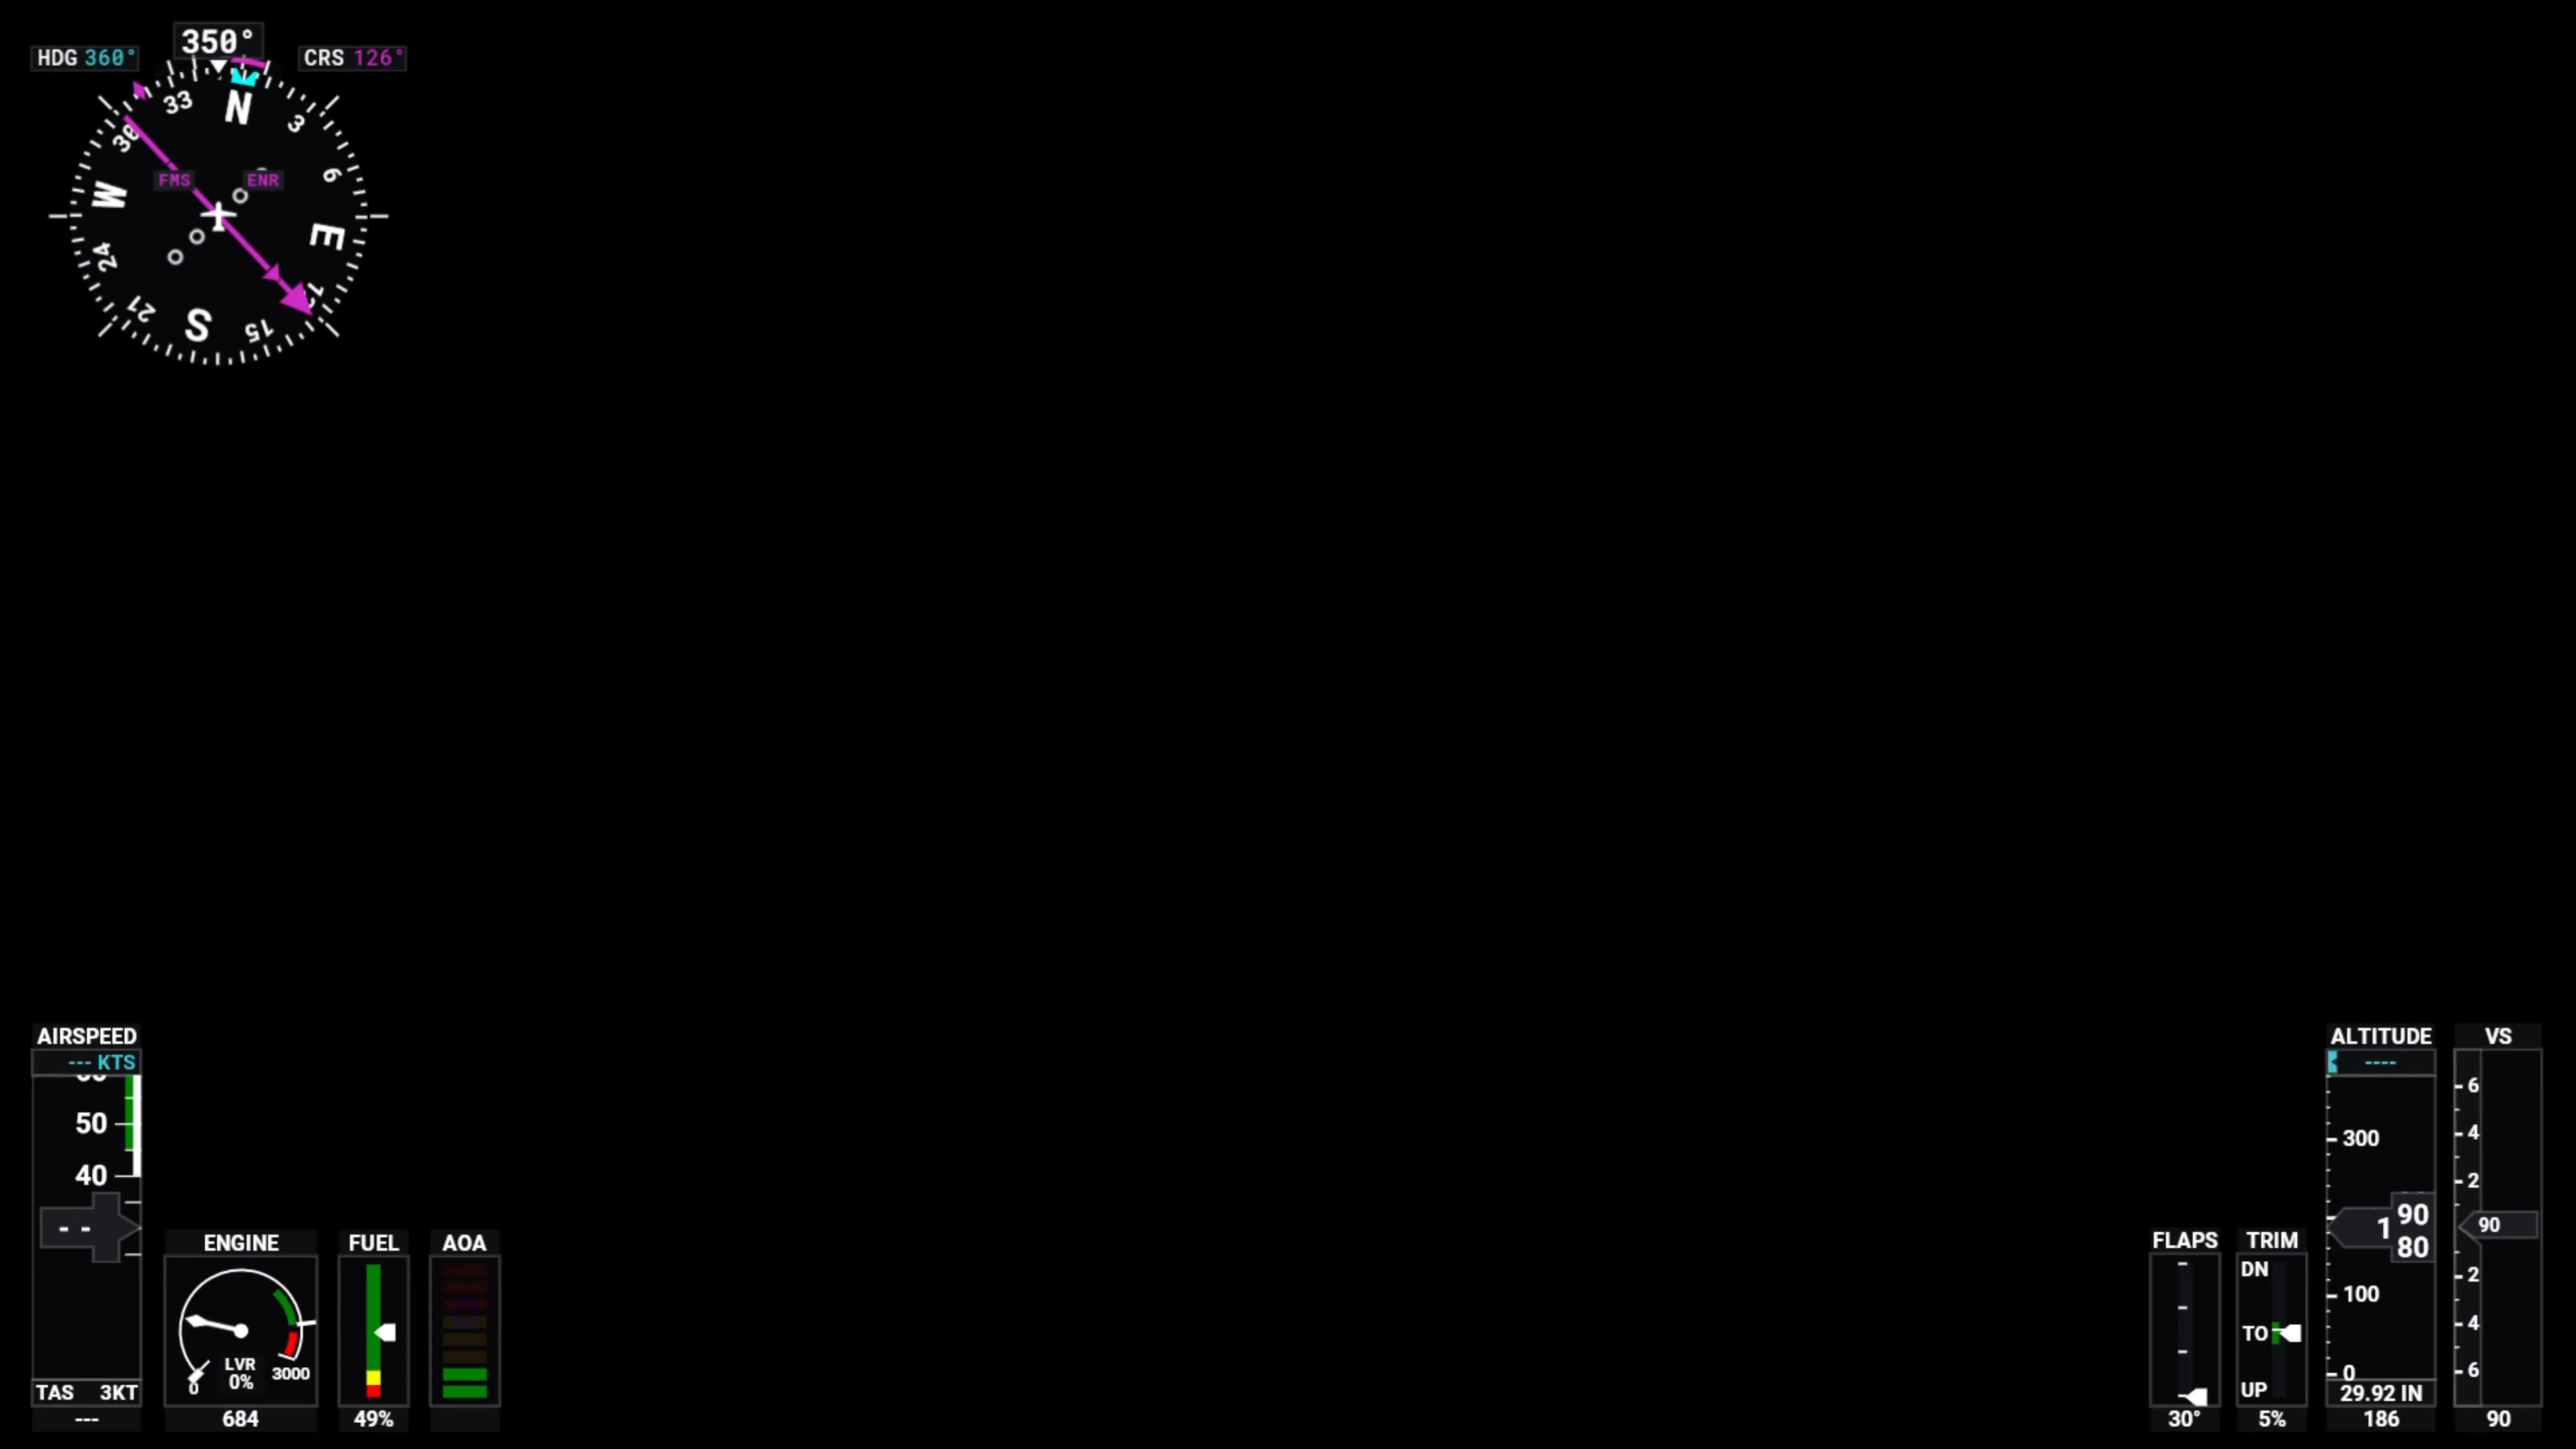 350°
HDG 360°
CRS 126°
N
33
3
30
6
FMS
ENR
W
E
24
21
S
15
AIRSPEED
--- KTS
50
40
--
TAS 3KT
---
ENGINE
LVR
0%
0
3000
684
FUEL
49%
AOA
FLAPS
30°
TRIM
DN
TO
UP
5%
ALTITUDE
----
300
1
90
80
100
0
29.92 IN
186
VS
6
4
2
90
2
4
6
90